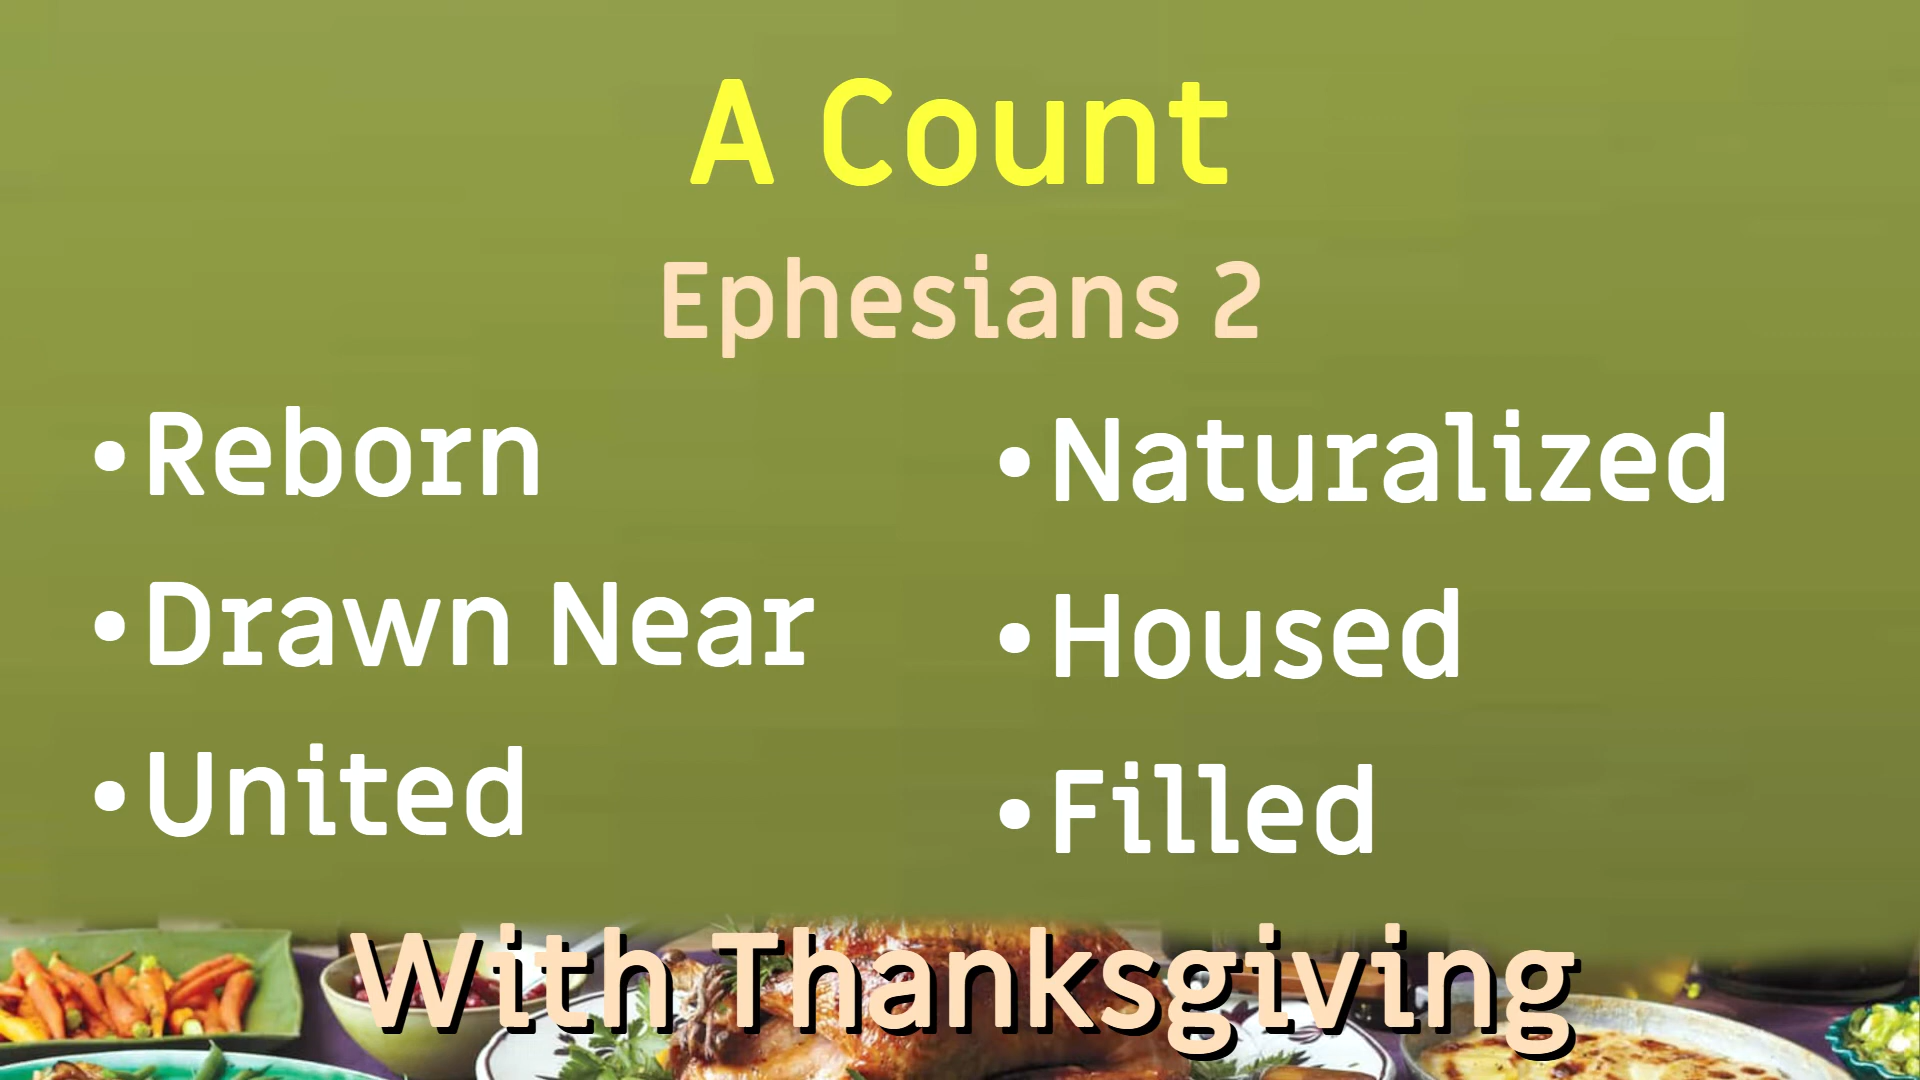 A Count
Ephesians 2
•Reborn
•Drawn Near
•United
•Naturalized
•Housed
•Filled
With Thanksgiving